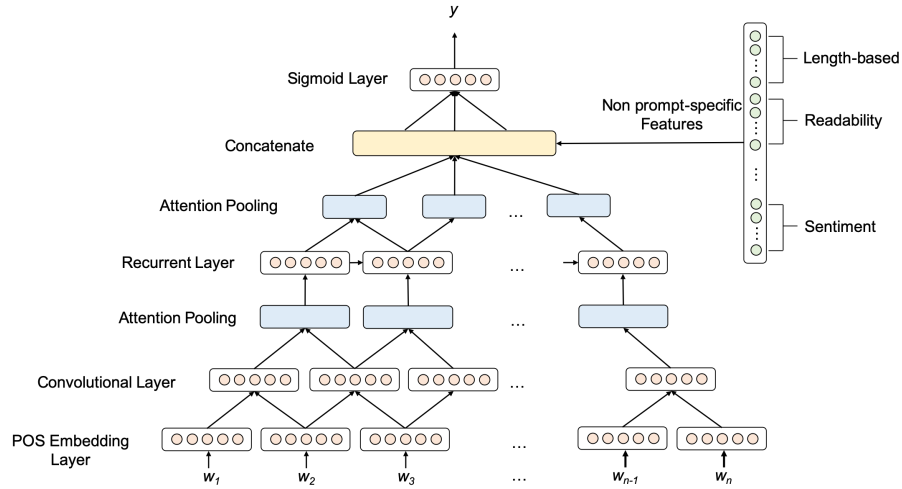 y
Sigmoid Layer
Length-based
Non prompt-specific
Features
Readability
Concatenate
...
Attention Pooling
...
Sentiment
Recurrent Layer
...
Attention Pooling
...
Convolutional Layer
...
POS Embedding
Layer
...
w1 w2 w3 ... wn-1 wn